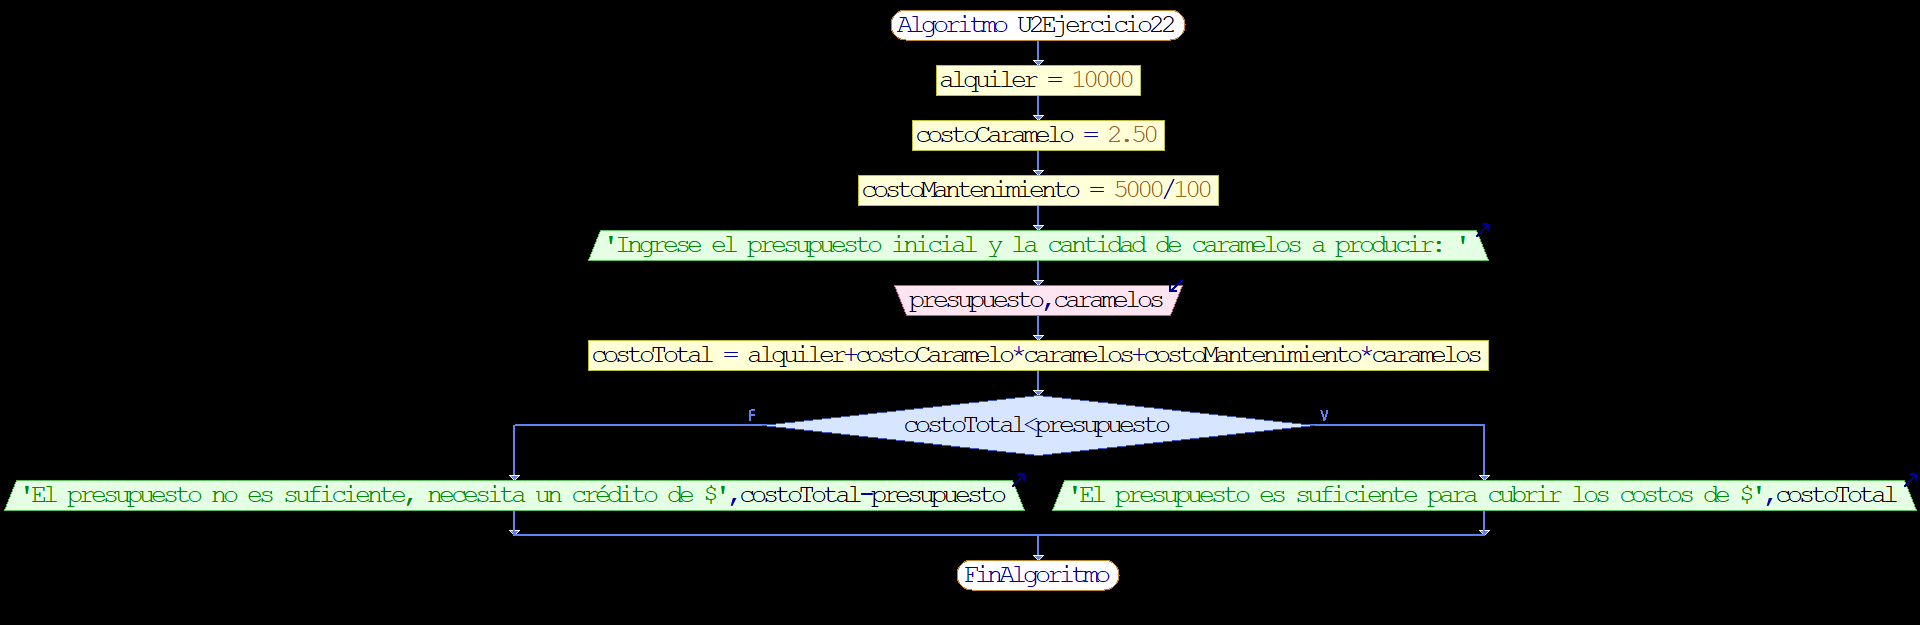 Algoritmo U2Ejercicio22
alquiler = 10000
costoCaramelo = 2.50
costoMantenimiento = 5000/100
'Ingrese el presupuesto inicial y la cantidad de caramelos a producir: '
presupuesto,caramelos
costoTotal = alquiler+costoCaramelo*caramelos+costoMantenimiento*caramelos
F
V
costoTotal<presupuesto
'El presupuesto no es suficiente, necesita un crédito de $',costoTotal-presupuesto
'El presupuesto es suficiente para cubrir los costos de $',costoTotal
FinAlgoritmo